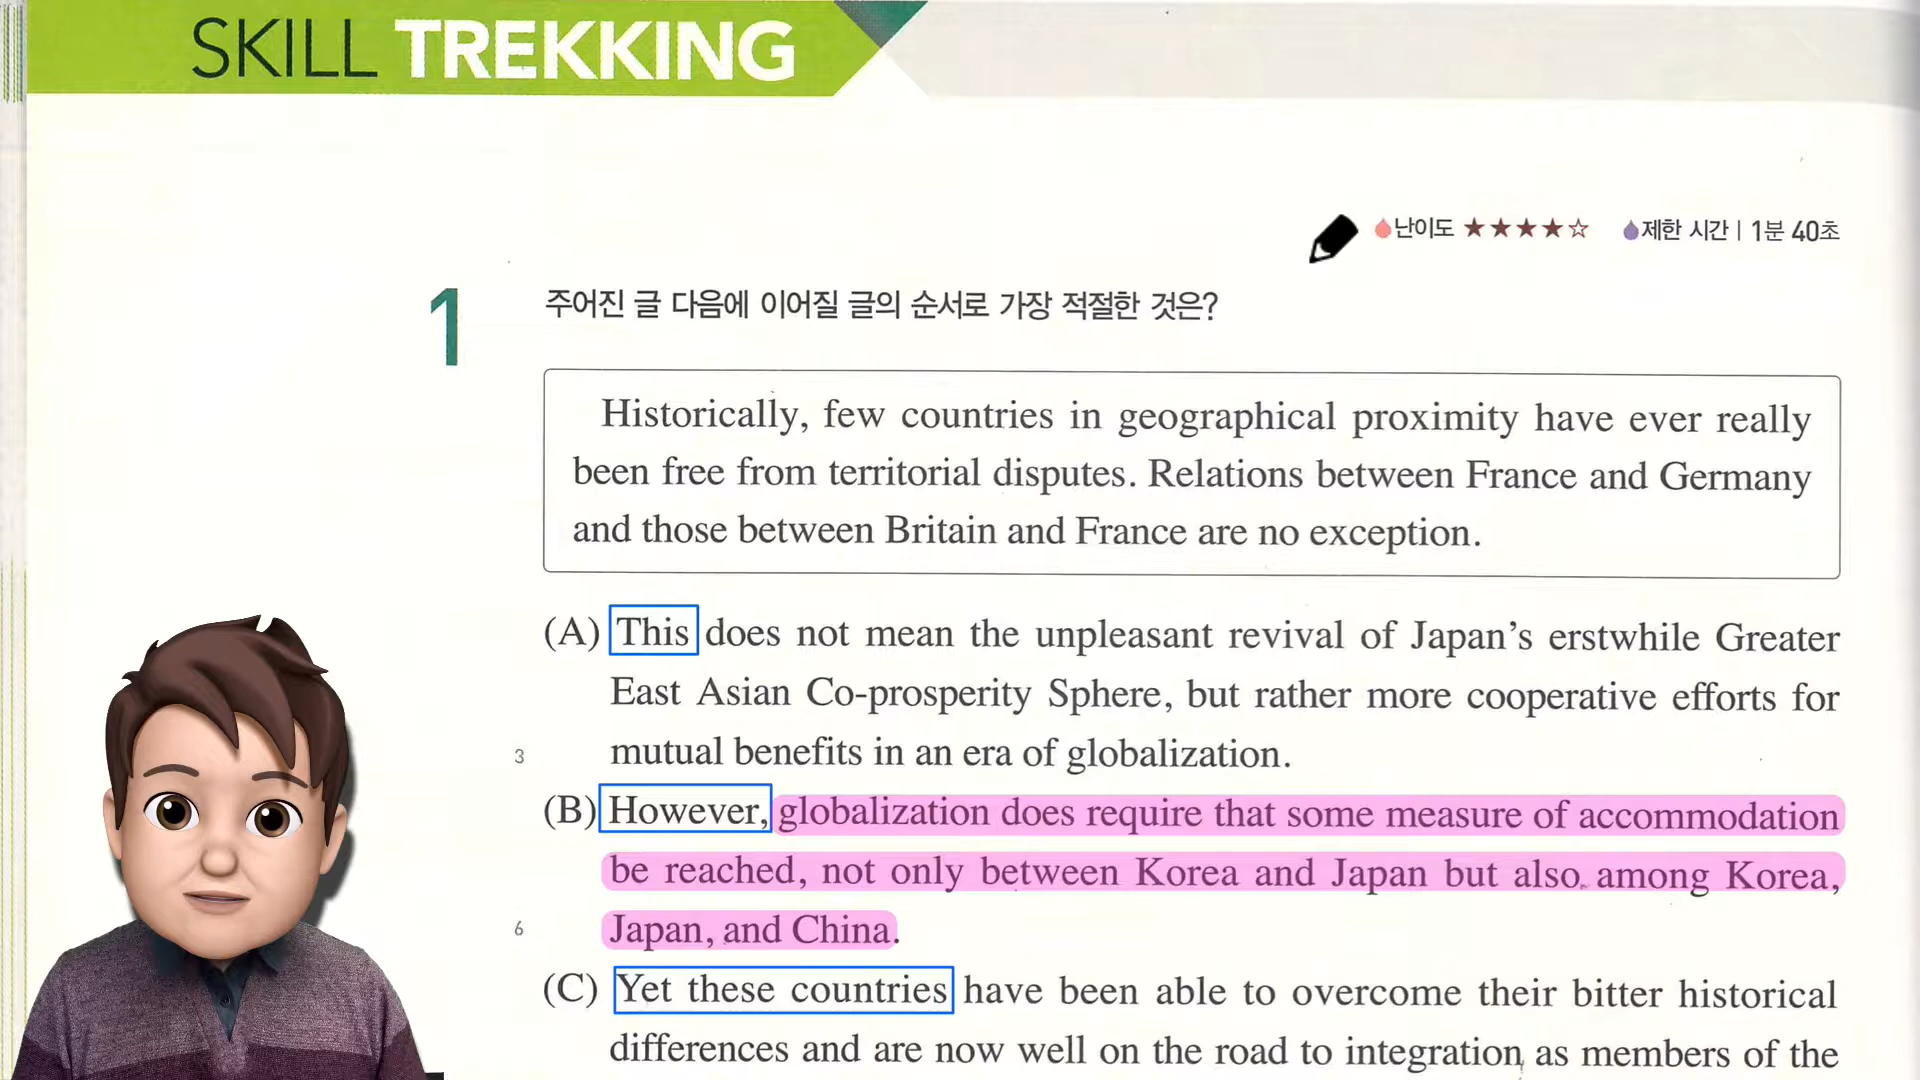 SKILL TREKKING
난이도 ★★★★☆ 제한 시간 | 1분 40초
1 주어진 글 다음에 이어질 글의 순서로 가장 적절한 것은?
Historically, few countries in geographical proximity have ever really
been free from territorial disputes. Relations between France and Germany
and those between Britain and France are no exception.
(A) This does not mean the unpleasant revival of Japan's erstwhile Greater
East Asian Co-prosperity Sphere, but rather more cooperative efforts for
3 mutual benefits in an era of globalization.
(B) However, globalization does require that some measure of accommodation
be reached, not only between Korea and Japan but also among Korea,
6 Japan, and China.
(C) Yet these countries have been able to overcome their bitter historical
differences and are now well on the road to integration as members of the